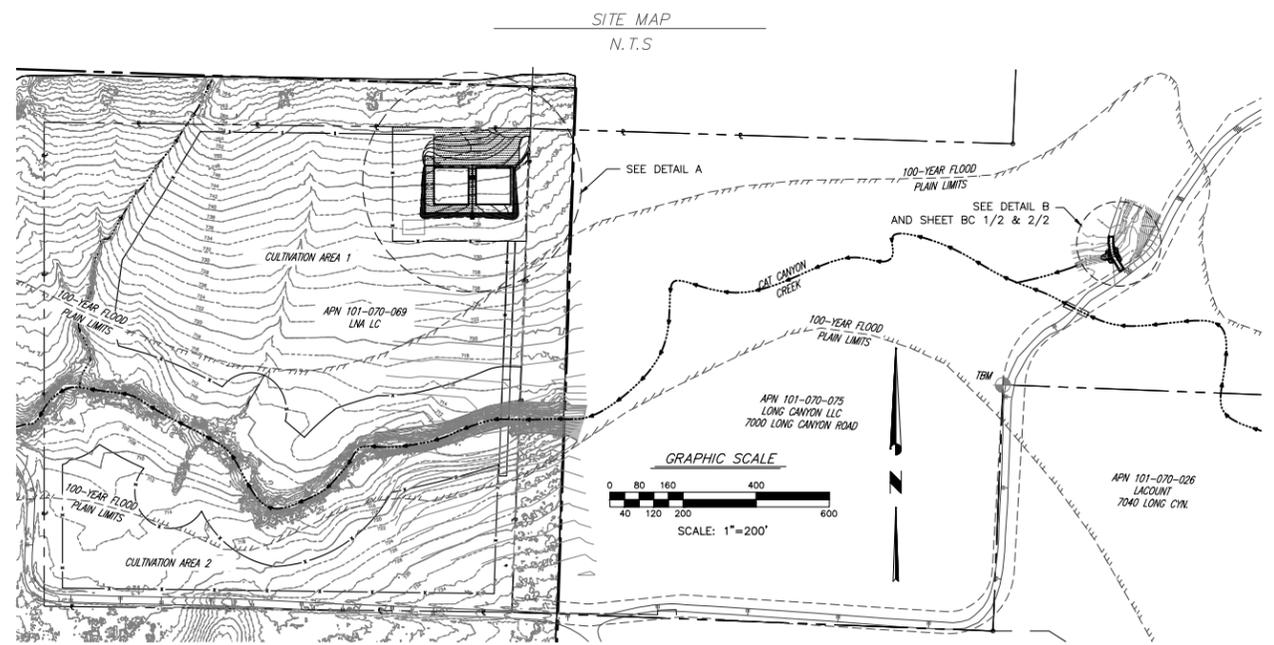 SITE MAP
N.T.S
SEE DETAIL A
100-YEAR FLOOD
PLAIN LIMITS
SEE DETAIL B
AND SHEET BC 1/2 & 2/2
CULTIVATION AREA 1
CAT CANYON
CREEK
100-YEAR FLOOD
PLAIN LIMITS
APN 101-070-069
LNA LC
100-YEAR FLOOD
PLAIN LIMITS
TBM
APN 101-070-075
LONG CANYON LLC
7000 LONG CANYON ROAD
GRAPHIC SCALE
0 80 160 400
40 120 200 600
SCALE: 1"=200'
N
APN 101-070-026
LACOUNT
7040 LONG CYN.
100-YEAR FLOOD
PLAIN LIMITS
CULTIVATION AREA 2